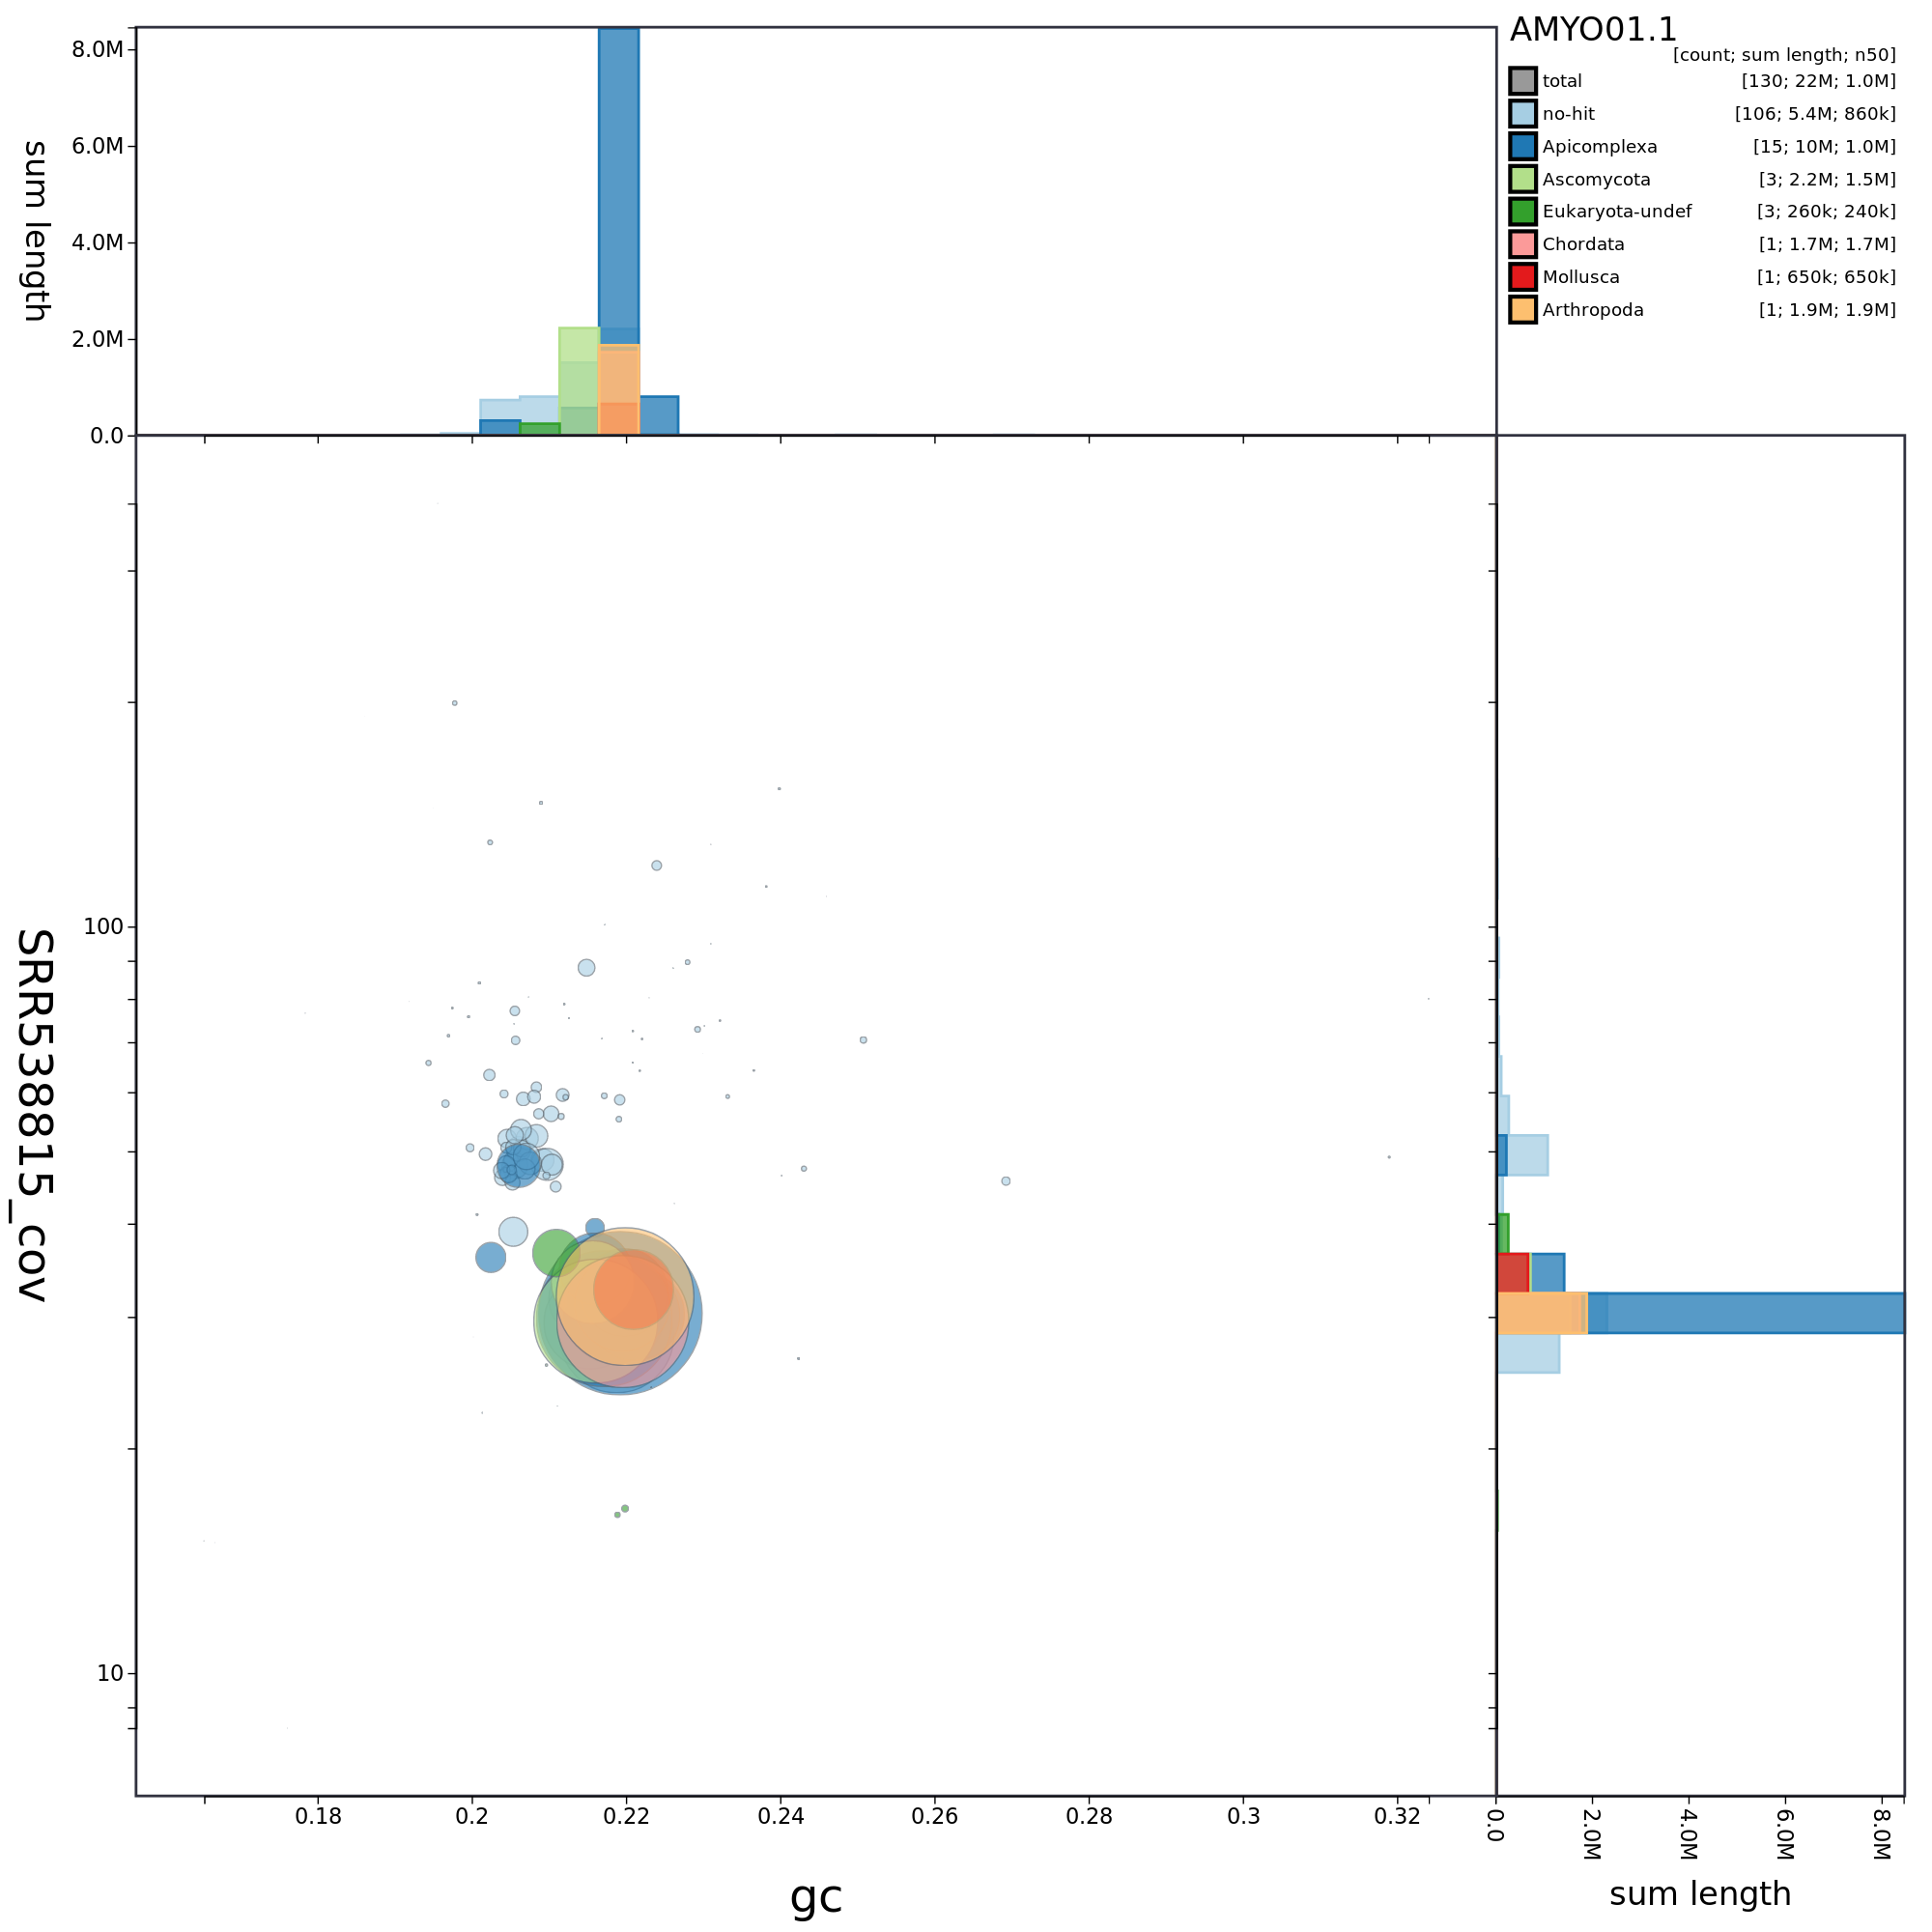 AMYO01.1
[count; sum length; n50]
total [130; 22M; 1.0M]
no-hit [106; 5.4M; 860k]
Apicomplexa [15; 10M; 1.0M]
Ascomycota [3; 2.2M; 1.5M]
Eukaryota-undef [3; 260k; 240k]
Chordata [1; 1.7M; 1.7M]
Mollusca [1; 650k; 650k]
Arthropoda [1; 1.9M; 1.9M]
sum length
8.0M
6.0M
4.0M
2.0M
0.0
SRR538815_cov
100
10
0.18 0.2 0.22 0.24 0.26 0.28 0.3 0.32
gc
0.0 2.0M 4.0M 6.0M 8.0M
sum length